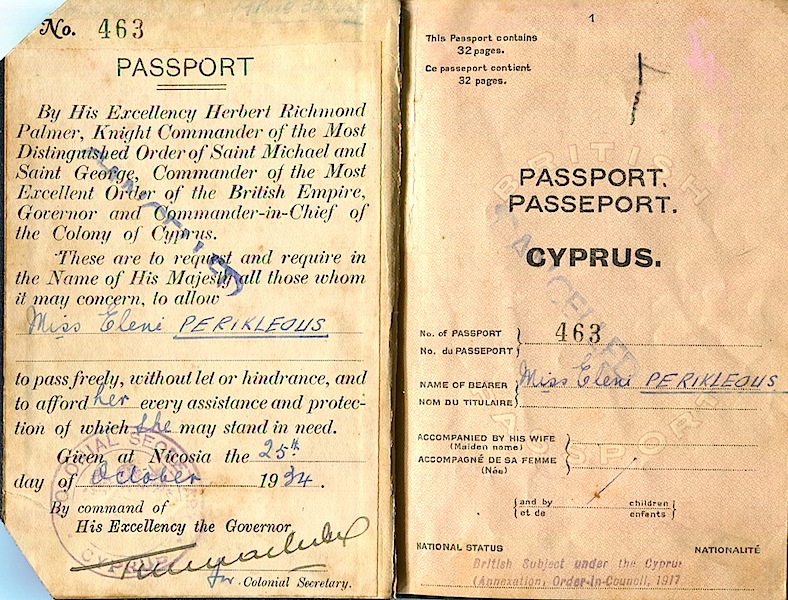 No. 463
PASSPORT
By His Excellency Herbert Richmond
Palmer, Knight Commander of the Most
Distinguished Order of Saint Michael and
Saint George, Commander of the Most
Excellent Order of the British Empire,
Governor and Commander-in-Chief of
the Colony of Cyprus.
These are to request and require in
the Name of His Majesty all those whom
it may concern, to allow
Miss Eleni PERIKLEOUS
to pass freely, without let or hindrance, and
to afford her every assistance and protec-
tion of which she may stand in need.
Given at Nicosia the 25th
day of October 1934.
By command of
His Excellency the Governor,
for Colonial Secretary.
COLONIAL SECRETARY
CYPRUS
CANCELLED
1
This Passport contains
32 pages.
Ce passeport contient
32 pages.
BRITISH
PASSPORT
PASSPORT.
PASSEPORT.
CYPRUS.
CANCELLED
No. of PASSPORT
No. du PASSEPORT
463
NAME OF BEARER
NOM DU TITULAIRE
Miss Eleni PERIKLEOUS
ACCOMPANIED BY HIS WIFE
(Maiden name)
ACCOMPAGNÉ DE SA FEMME
(Née)
and by children
et de enfants
NATIONAL STATUS NATIONALITÉ
British Subject under the Cyprus
(Annexation) Order-in-Council, 1917